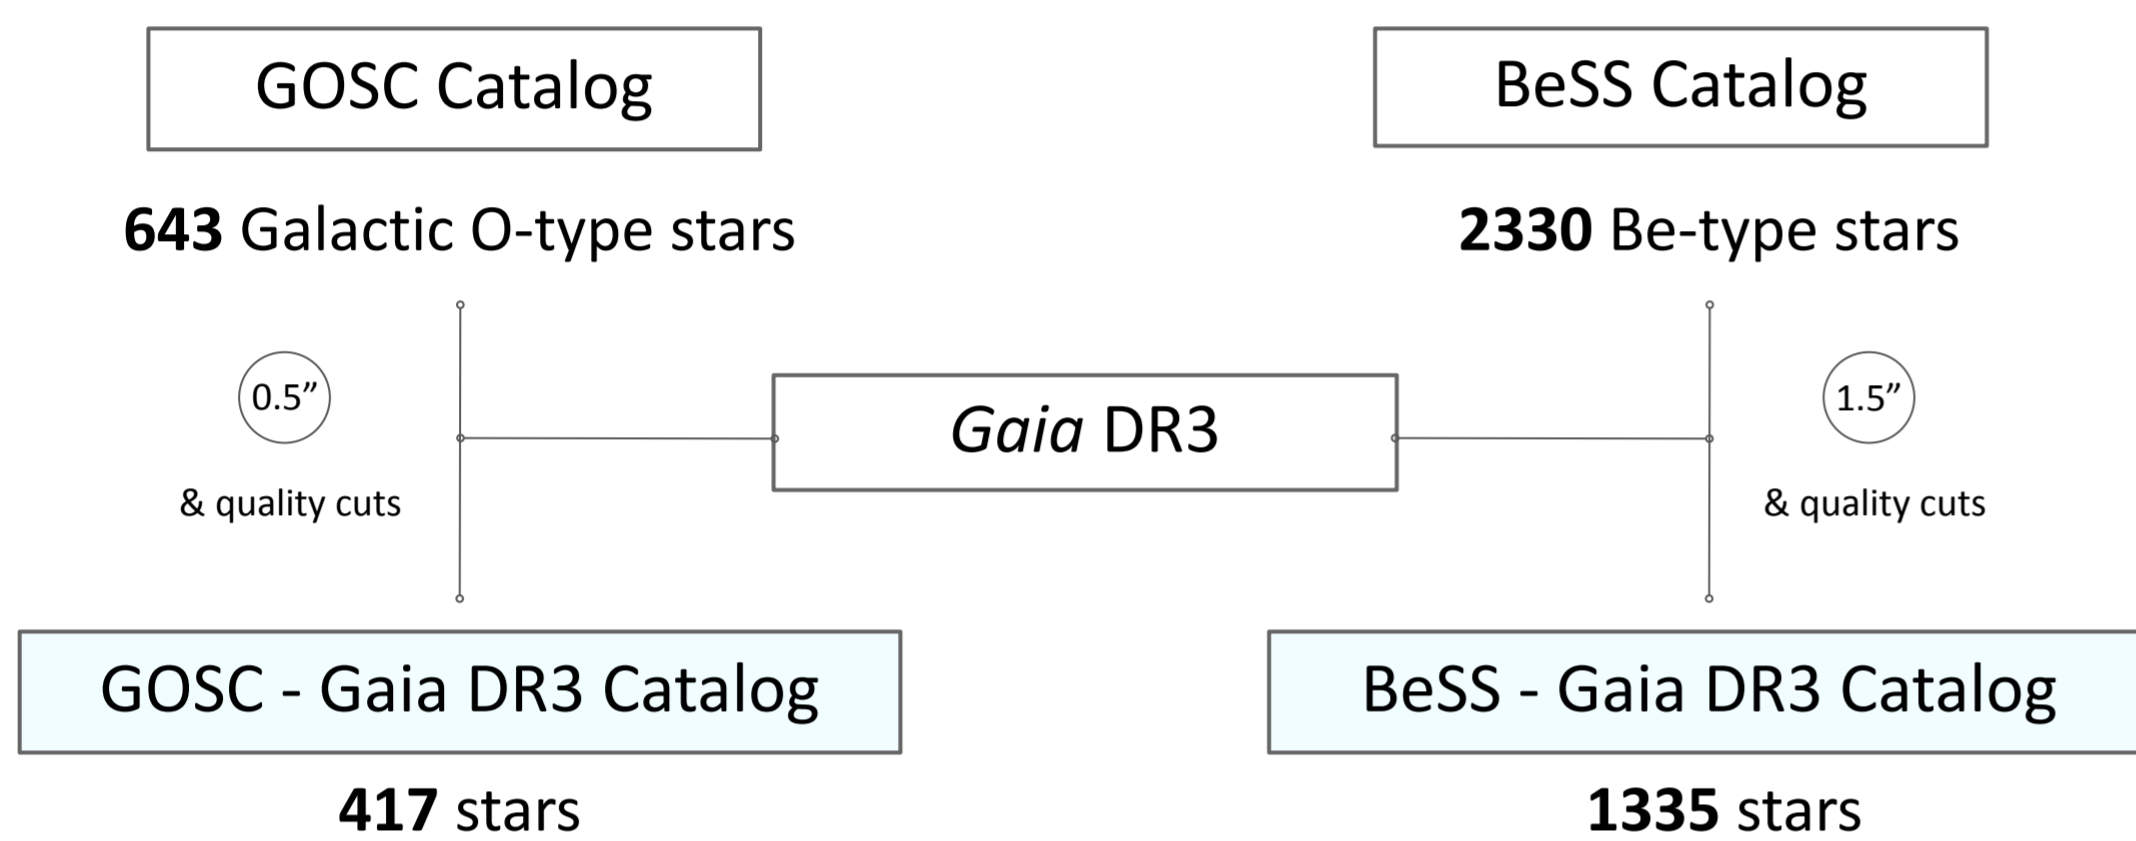 GOSC Catalog
643 Galactic O-type stars
BeSS Catalog
2330 Be-type stars
0.5”
& quality cuts
Gaia DR3
1.5”
& quality cuts
GOSC - Gaia DR3 Catalog
417 stars
BeSS - Gaia DR3 Catalog
1335 stars